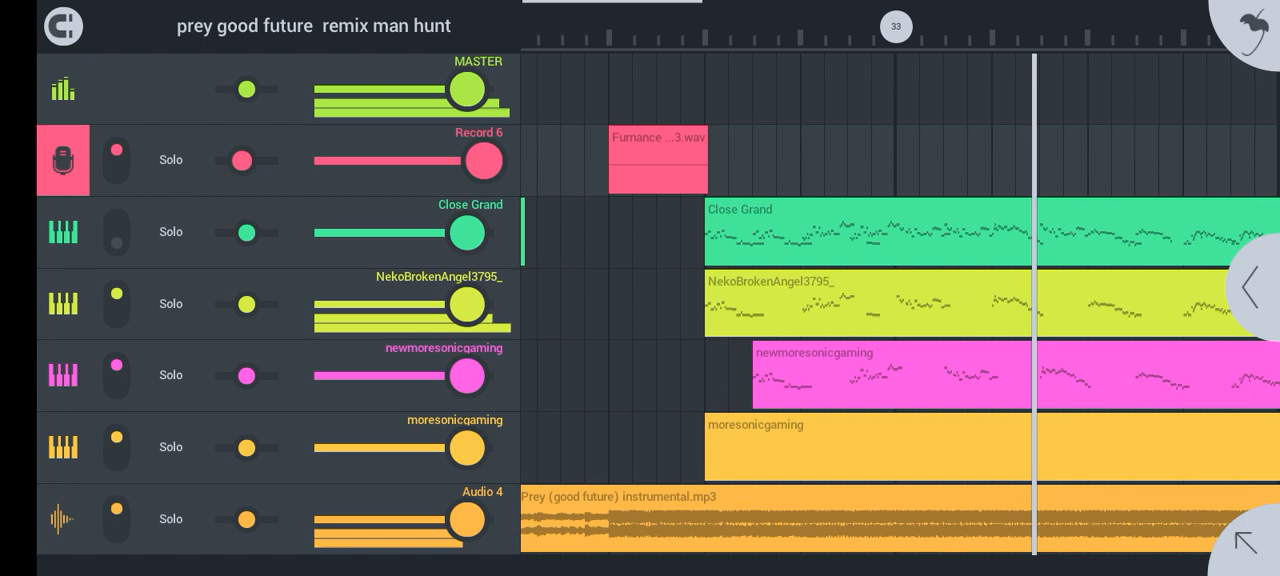 prey good future  remix man hunt
33
MASTER
Record 6
Solo
Furnance ...3.wav
Close Grand
Solo
Close Grand
NekoBrokenAngel3795_
Solo
NekoBrokenAngel3795_
newmoresonicgaming
Solo
newmoresonicgaming
moresonicgaming
Solo
moresonicgaming
Audio 4
Solo
Prey (good future) instrumental.mp3